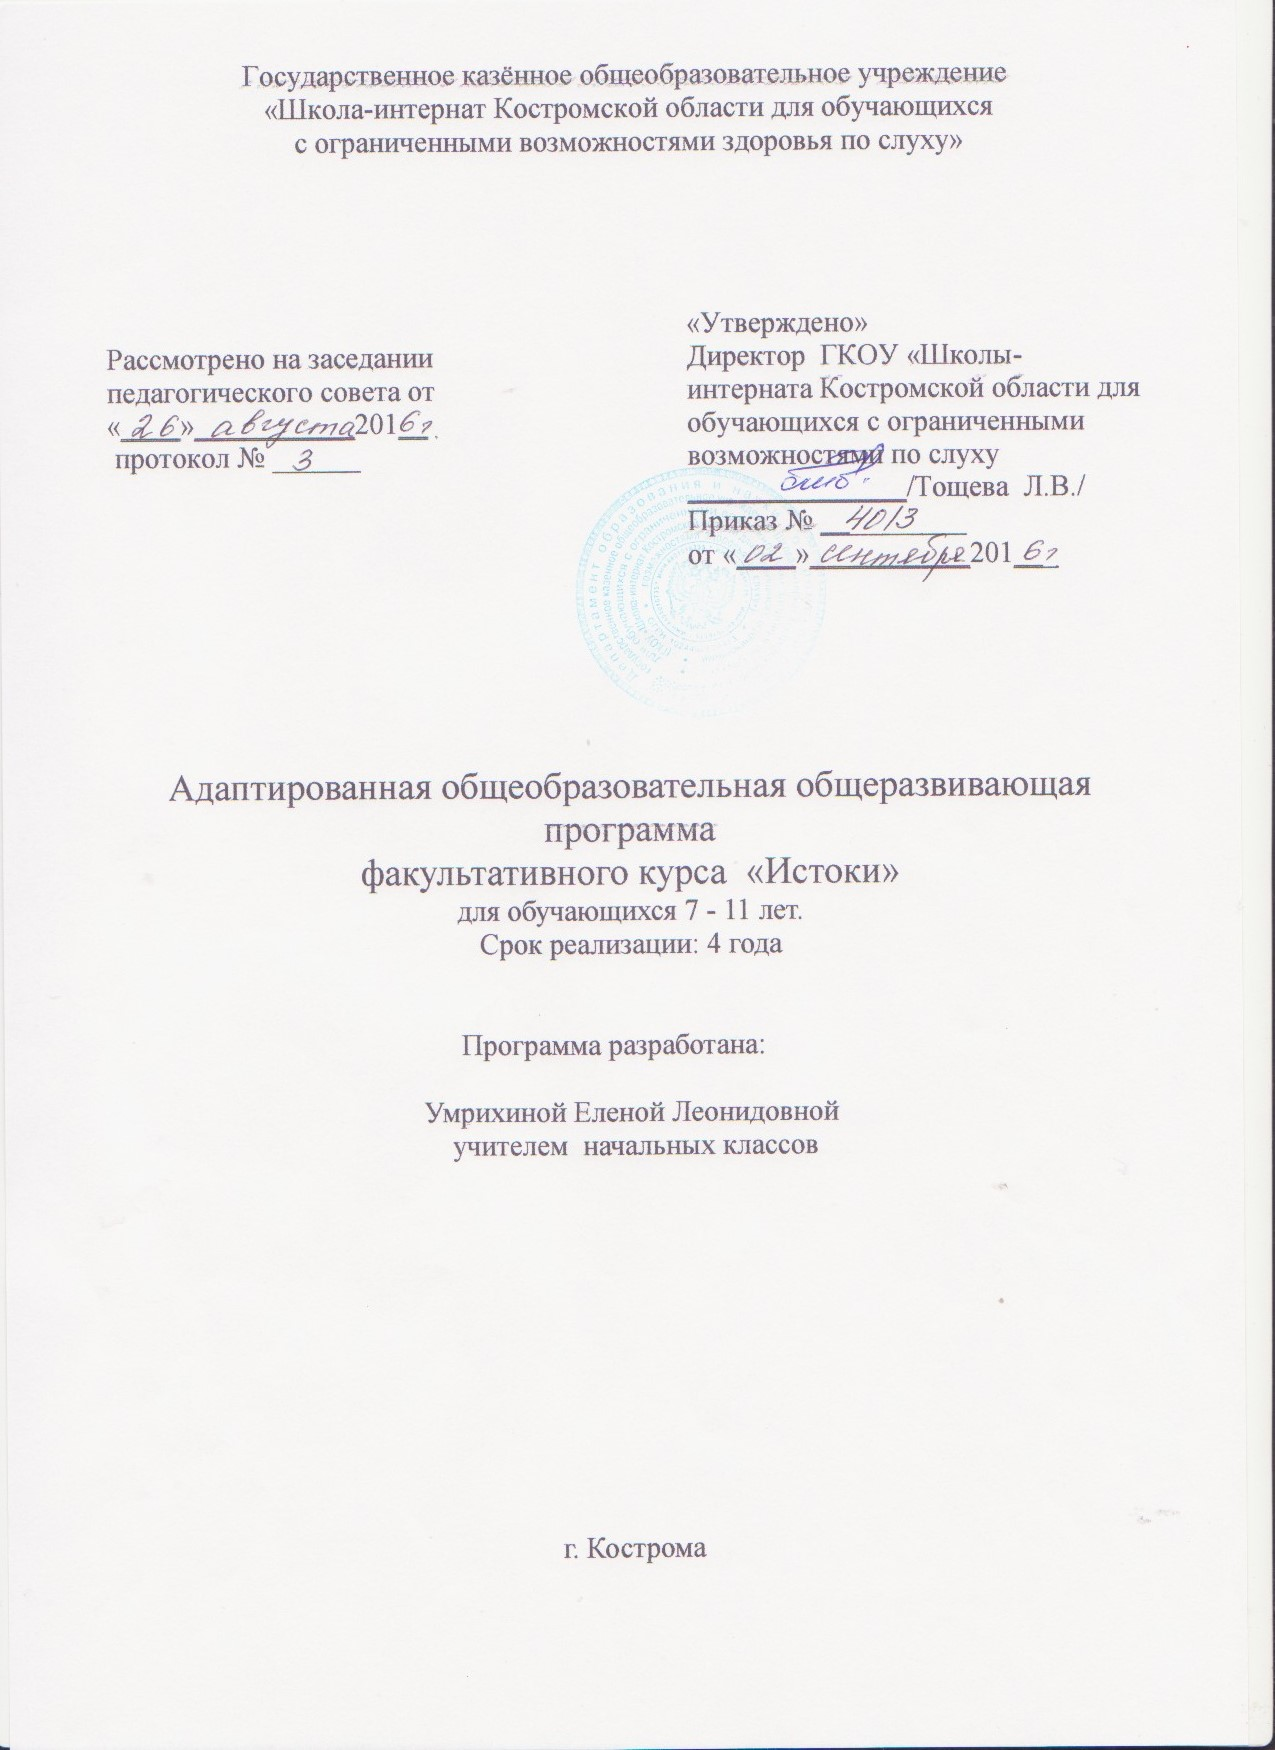 Государственное казённое общеобразовательное учреждение
«Школа-интернат Костромской области для обучающихся
с ограниченными возможностями здоровья по слуху»
Рассмотрено на заседании
педагогического совета от
«26» августа 2016 г.
протокол № 3
«Утверждено»
Директор ГКОУ «Школы-
интерната Костромской области для
обучающихся с ограниченными
возможностями по слуху
/Тощева Л.В./
Приказ № 40/3
от «02» сентября 2016 г
Адаптированная общеобразовательная общеразвивающая
программа
факультативного курса «Истоки»
для обучающихся 7 - 11 лет.
Срок реализации: 4 года
Программа разработана:
Умрихиной Еленой Леонидовной
учителем начальных классов
г. Кострома